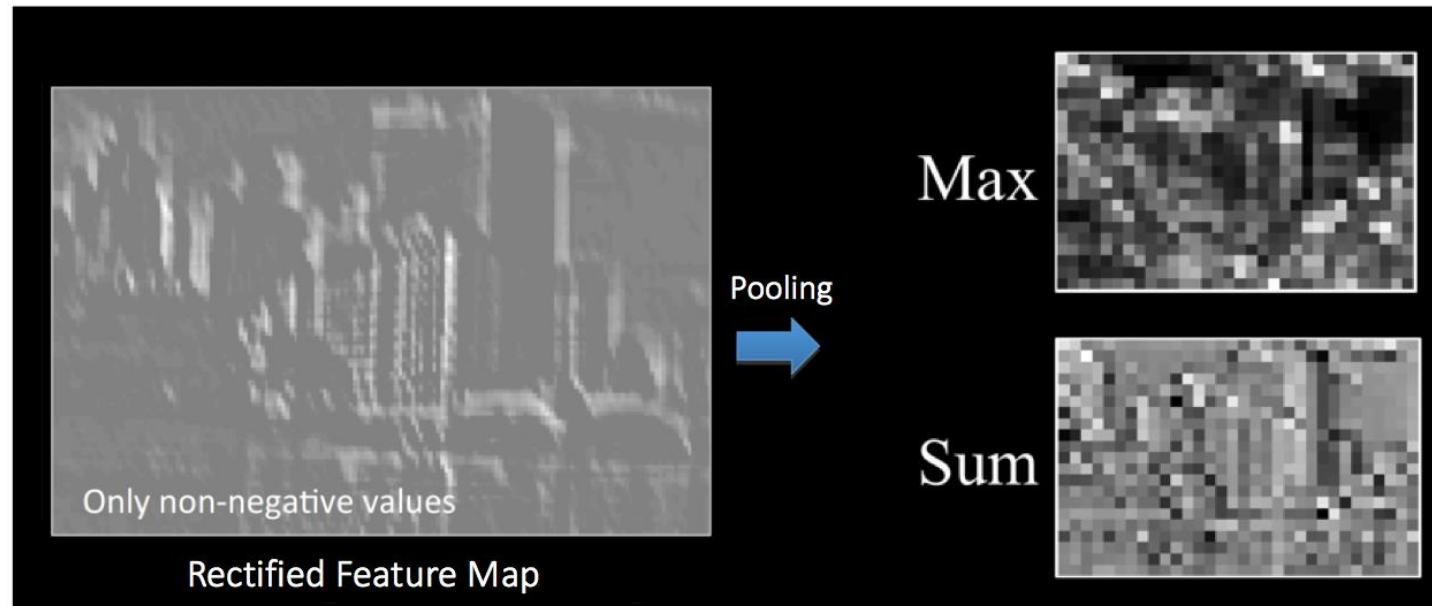 Only non-negative values
Rectified Feature Map
Pooling
Max
Sum